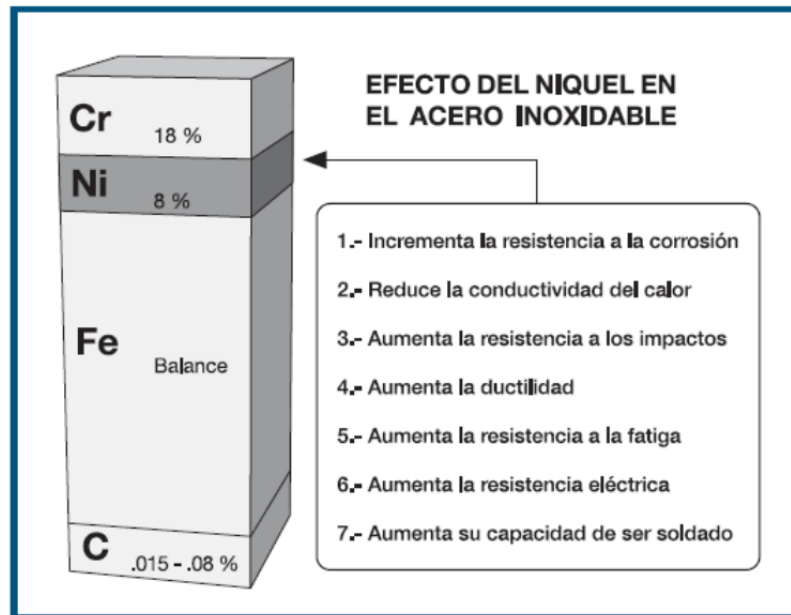 EFECTO DEL NIQUEL EN
EL ACERO INOXIDABLE
Cr
18 %
Ni
8 %
Fe
Balance
C
.015 - .08 %
1.- Incrementa la resistencia a la corrosión
2.- Reduce la conductividad del calor
3.- Aumenta la resistencia a los impactos
4.- Aumenta la ductilidad
5.- Aumenta la resistencia a la fatiga
6.- Aumenta la resistencia eléctrica
7.- Aumenta su capacidad de ser soldado